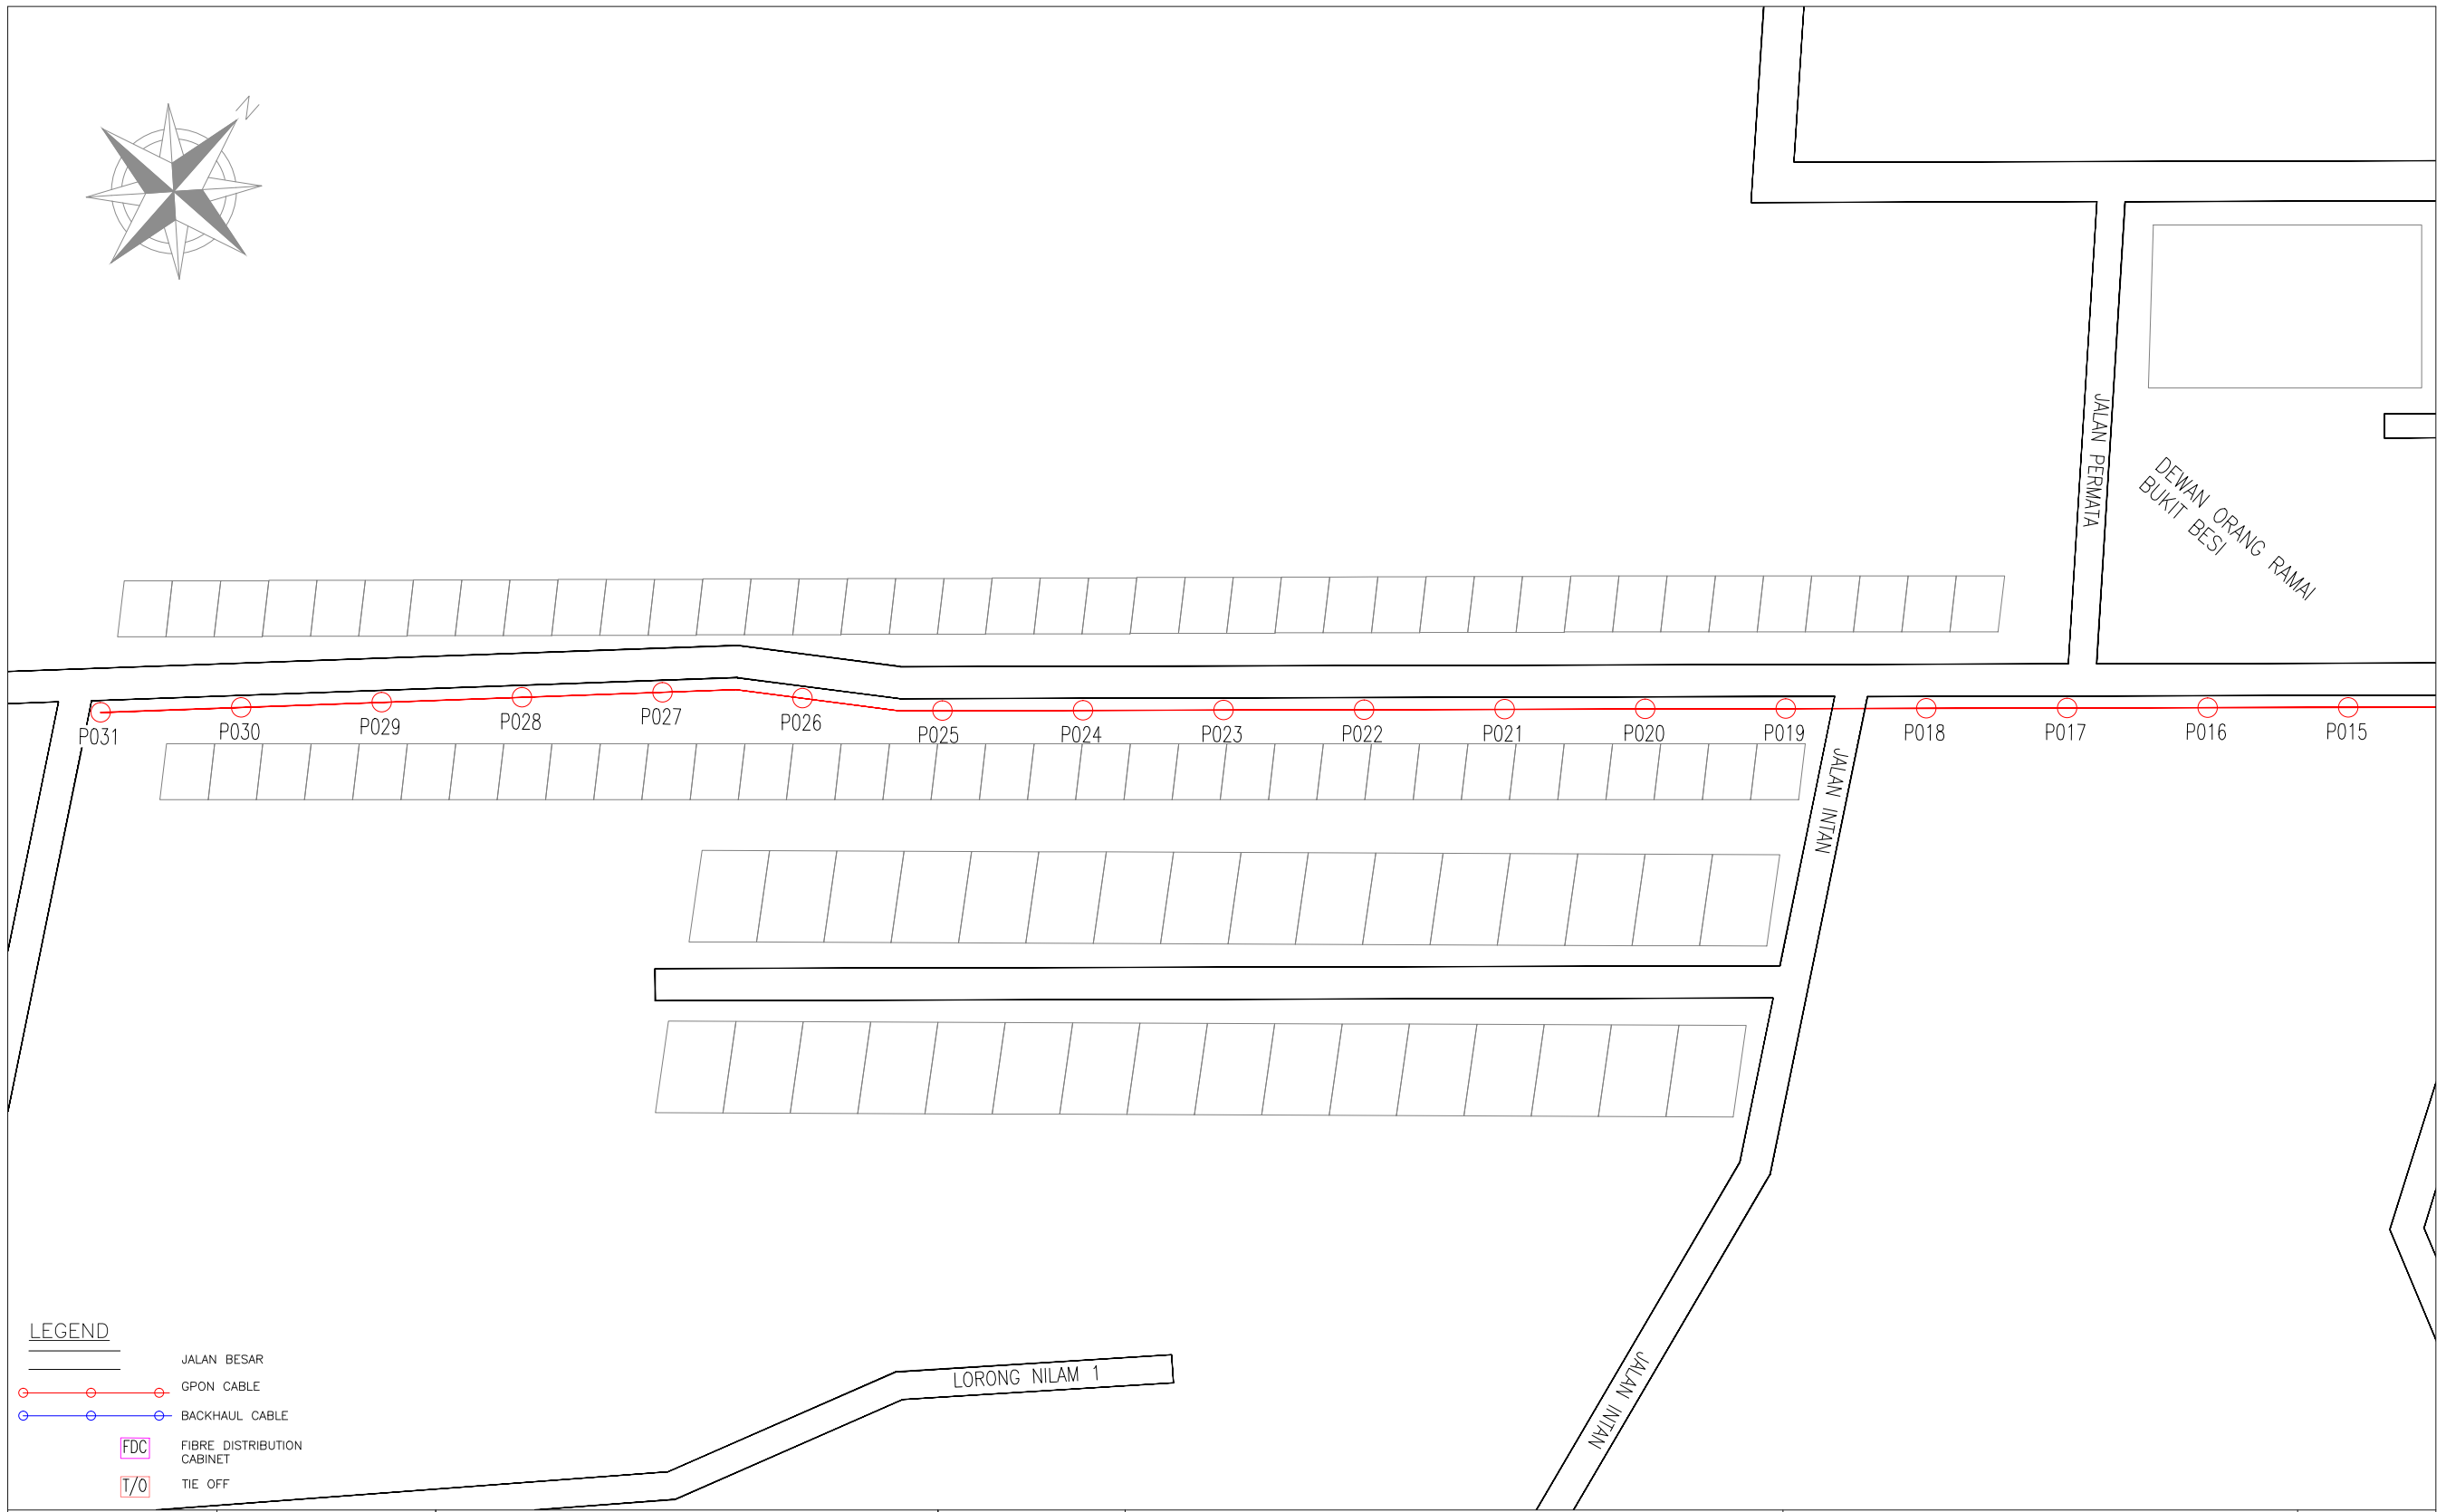 N
JALAN PERMATA
DEWAN ORANG RAMAI
BUKIT BESI
P031
P030
P029
P028
P027
P026
P025
P024
P023
P022
P021
P020
P019
P018
P017
P016
P015
JALAN INTAN
JALAN INTAN
LORONG NILAM 1
LEGEND
JALAN BESAR
GPON CABLE
BACKHAUL CABLE
FDC FIBRE DISTRIBUTION
CABINET
T/O TIE OFF